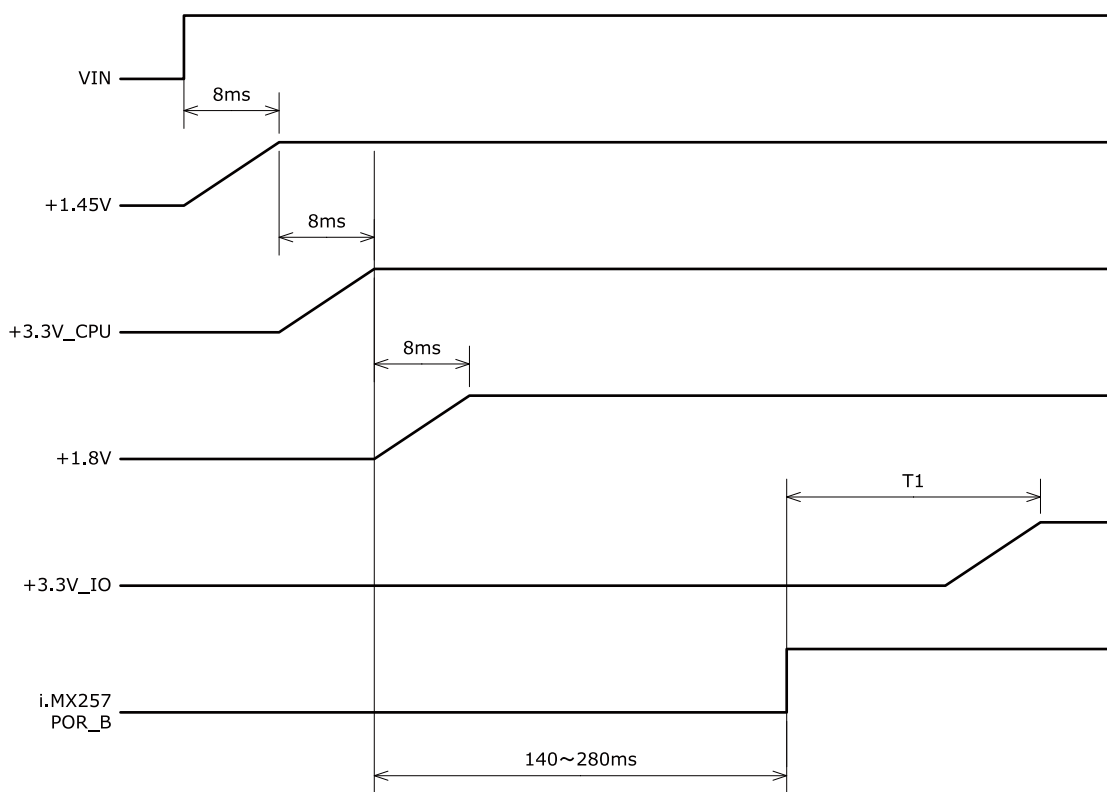 VIN
8ms
+1.45V
8ms
+3.3V_CPU
8ms
+1.8V
T1
+3.3V_IO
i.MX257
POR_B
140～280ms